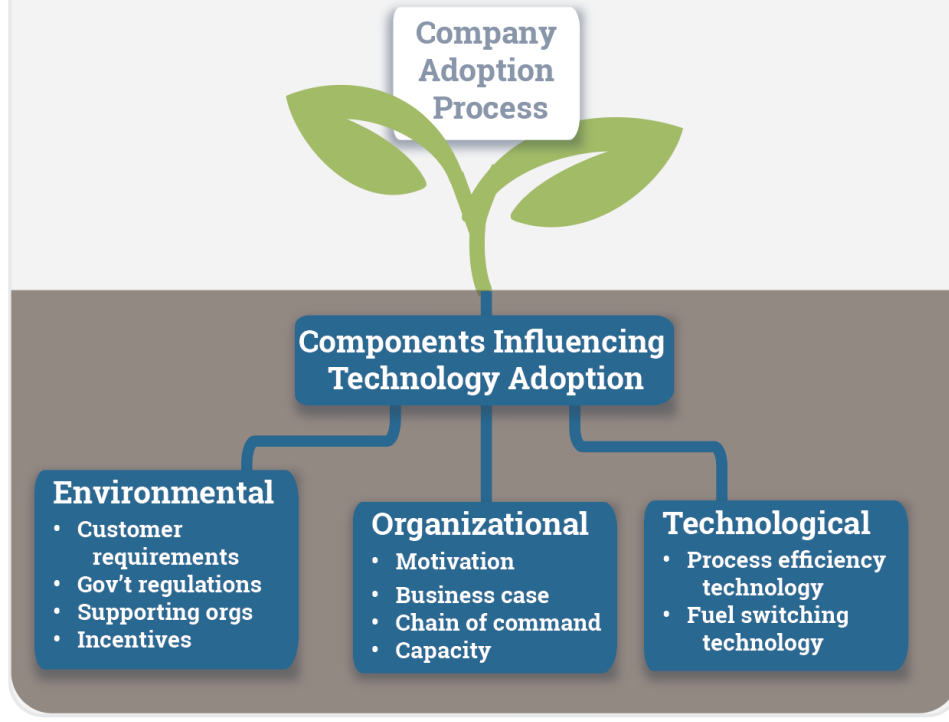 Company
Adoption
Process
Components Influencing
Technology Adoption
Environmental
• Customer
requirements
• Gov't regulations
• Supporting orgs
• Incentives
Organizational
• Motivation
• Business case
• Chain of command
• Capacity
Technological
• Process efficiency
technology
• Fuel switching
technology